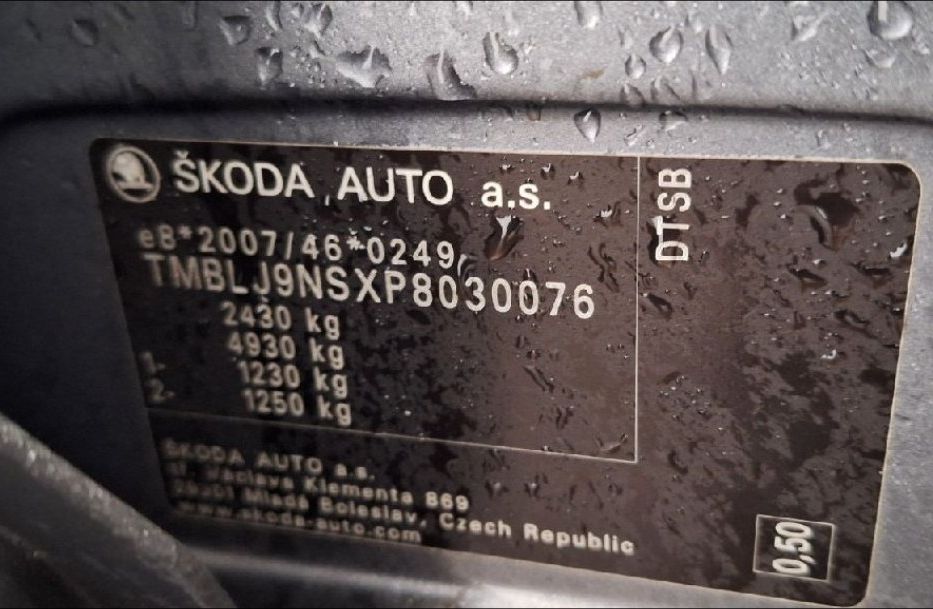 ŠKODA AUTO a.s.
e8*2007/46*0249
TMBLJ9NSXP8030076
2430 kg
4930 kg
1. 1230 kg
2- 1250 kg
DTSB
ŠKODA AUTO a.s.
tř. Václava Klementa 869
Mladá Boleslav, Czech Republic
www.skoda-auto.com
0,50